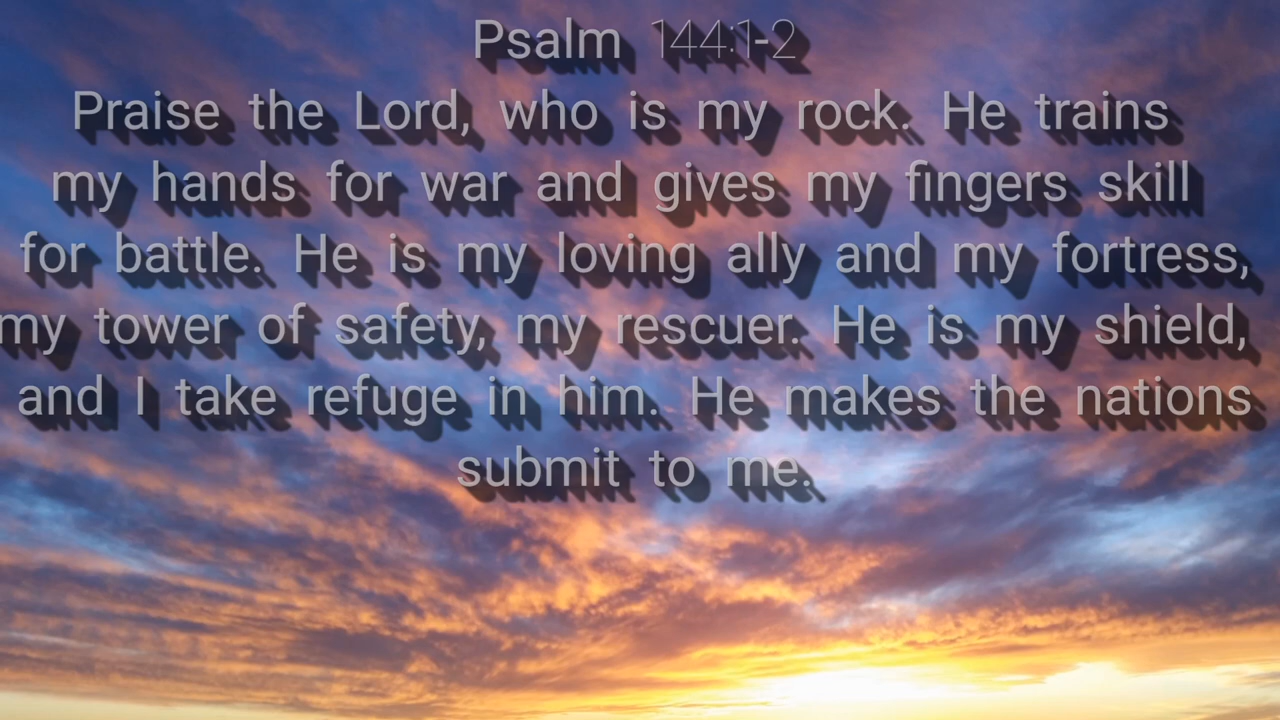 Psalm 144:1-2
Praise the Lord, who is my rock. He trains
my hands for war and gives my fingers skill
for battle. He is my loving ally and my fortress,
my tower of safety, my rescuer. He is my shield,
and I take refuge in him. He makes the nations
submit to me.